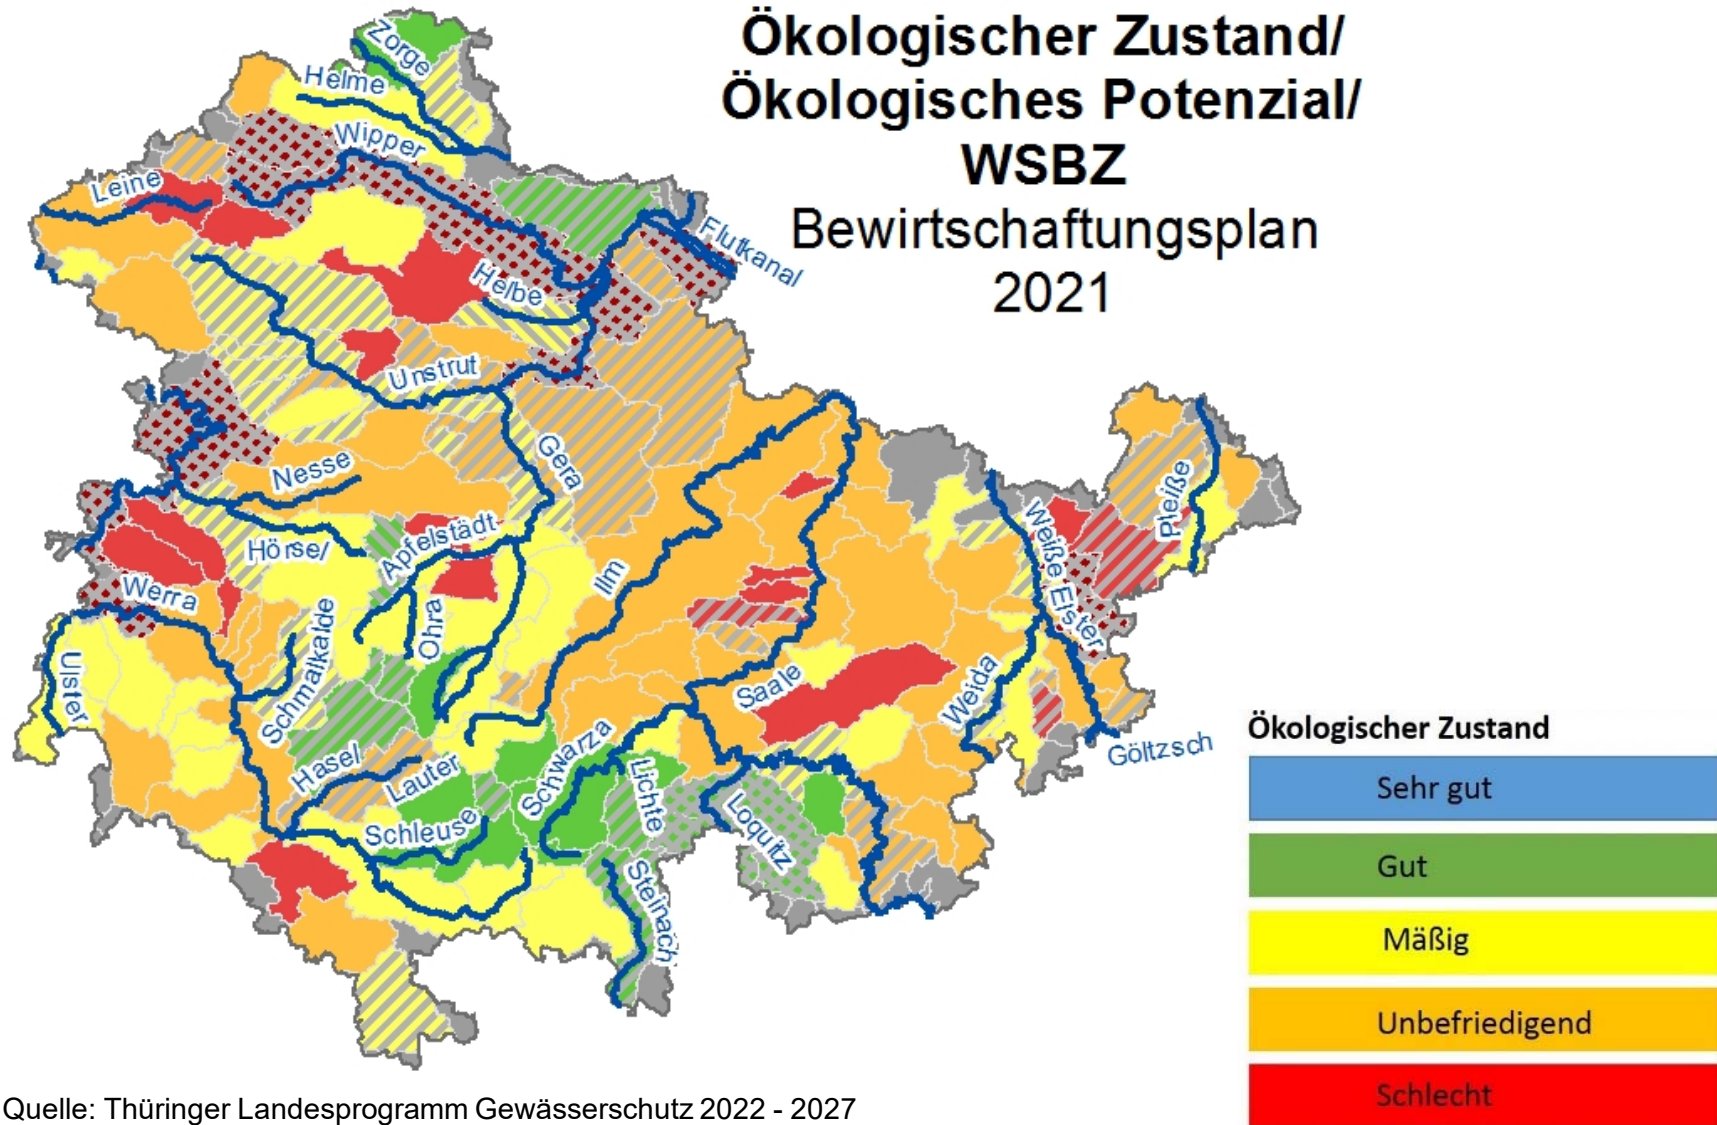 Ökologischer Zustand/
Ökologisches Potenzial/
WSBZ
Bewirtschaftungsplan
2021
Zorge
Helme
Wipper
Leine
Flutkanal
Helbe
Unstrut
Gera
Nesse
Pleiße
Apfelstädt
Hörsel
Weiße Elster
Ilm
Werra
Ohra
Schmalkalde
Ulster
Saale
Weida
Göltzsch
Hasel
Lauter
Schwarza
Lichte
Loquitz
Schleuse
Steinach
Ökologischer Zustand
Sehr gut
Gut
Mäßig
Unbefriedigend
Schlecht
Quelle: Thüringer Landesprogramm Gewässerschutz 2022 - 2027